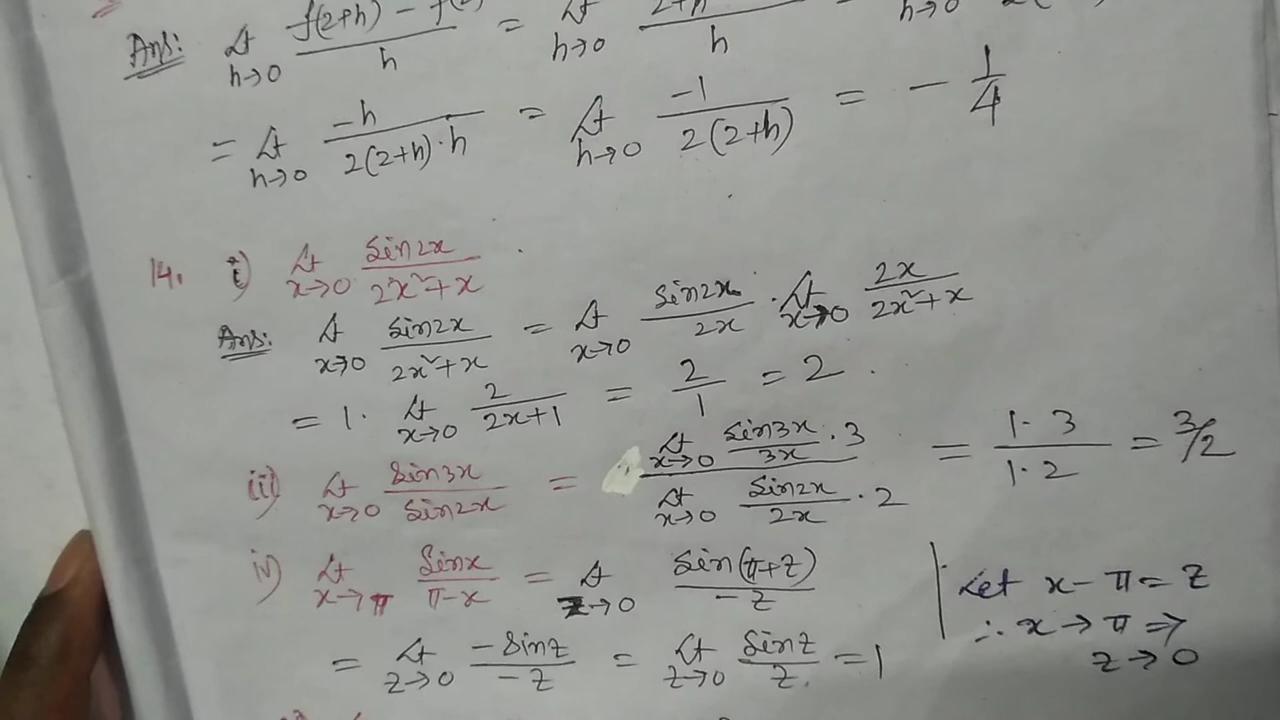 Ans: Lt h→0 f(2+h) - f(2) / h = Lt h→0 2+h / h h→0
= Lt h→0 -h / 2(2+h)·h = Lt h→0 -1 / 2(2+h) = - 1/4
14. i) Lt x→0 sin2x / 2x²+x
Ans: Lt x→0 sin2x / 2x²+x = Lt x→0 sin2x / 2x · Lt x→0 2x / 2x²+x
= 1· Lt x→0 2 / 2x+1 = 2/1 = 2.
iii) Lt x→0 sin3x / sin2x = Lt x→0 sin3x / 3x · 3 / Lt x→0 sin2x / 2x · 2 = 1·3 / 1·2 = 3/2
iv) Lt x→π sinx / π-x = Lt z→0 sin(π+z) / -z | Let x-π = z
∴ x→π ⇒
z→0
= Lt z→0 -sinz / -z = Lt z→0 sinz / z = 1